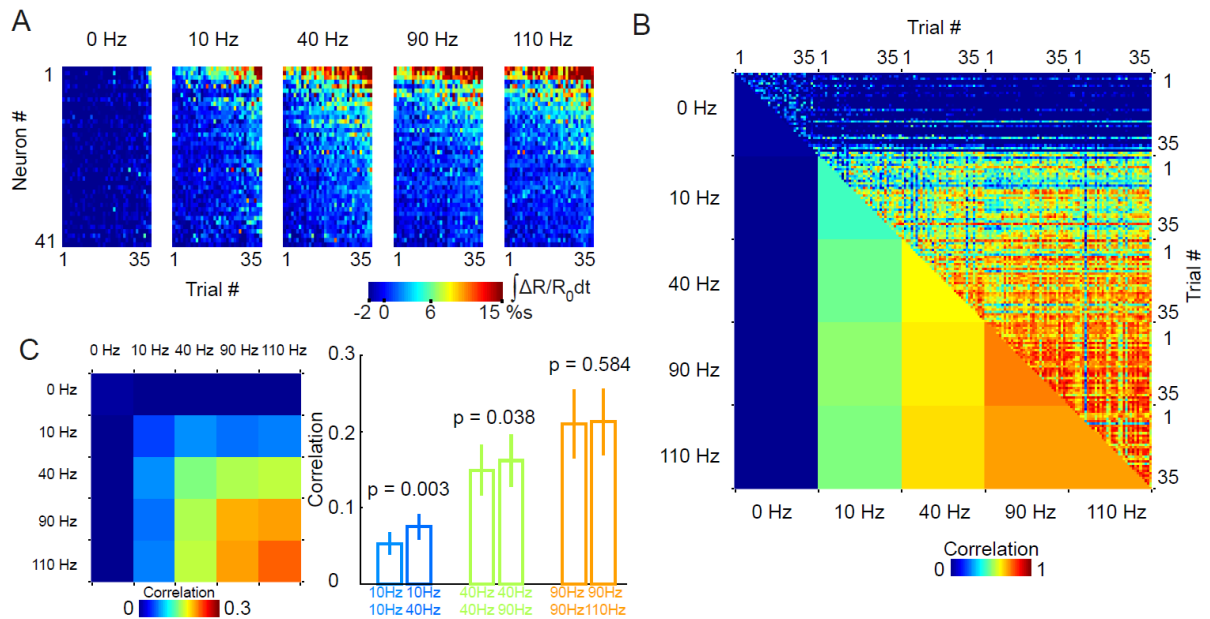 A
0 Hz 10 Hz 40 Hz 90 Hz 110 Hz
1
Neuron #
41
1 35 1 35 1 35 1 35 1 35
Trial #
∫ΔR/R0dt
-2 0 6 15 %s
B
Trial #
1 35 1 35 1 35 1 35 1 35
0 Hz
10 Hz
40 Hz
90 Hz
110 Hz
1
35
1
35
1
35
1
35
1
35
Trial #
0 Hz 10 Hz 40 Hz 90 Hz 110 Hz
Correlation
0 1
C
0 Hz 10 Hz 40 Hz 90 Hz 110 Hz
0 Hz
10 Hz
40 Hz
90 Hz
110 Hz
Correlation
0 0.3
0.3
0.2
0.1
0
Correlation
p = 0.003
p = 0.038
p = 0.584
10Hz 10Hz 40Hz 40Hz 90Hz 90Hz
10Hz 40Hz 40Hz 90Hz 90Hz 110Hz